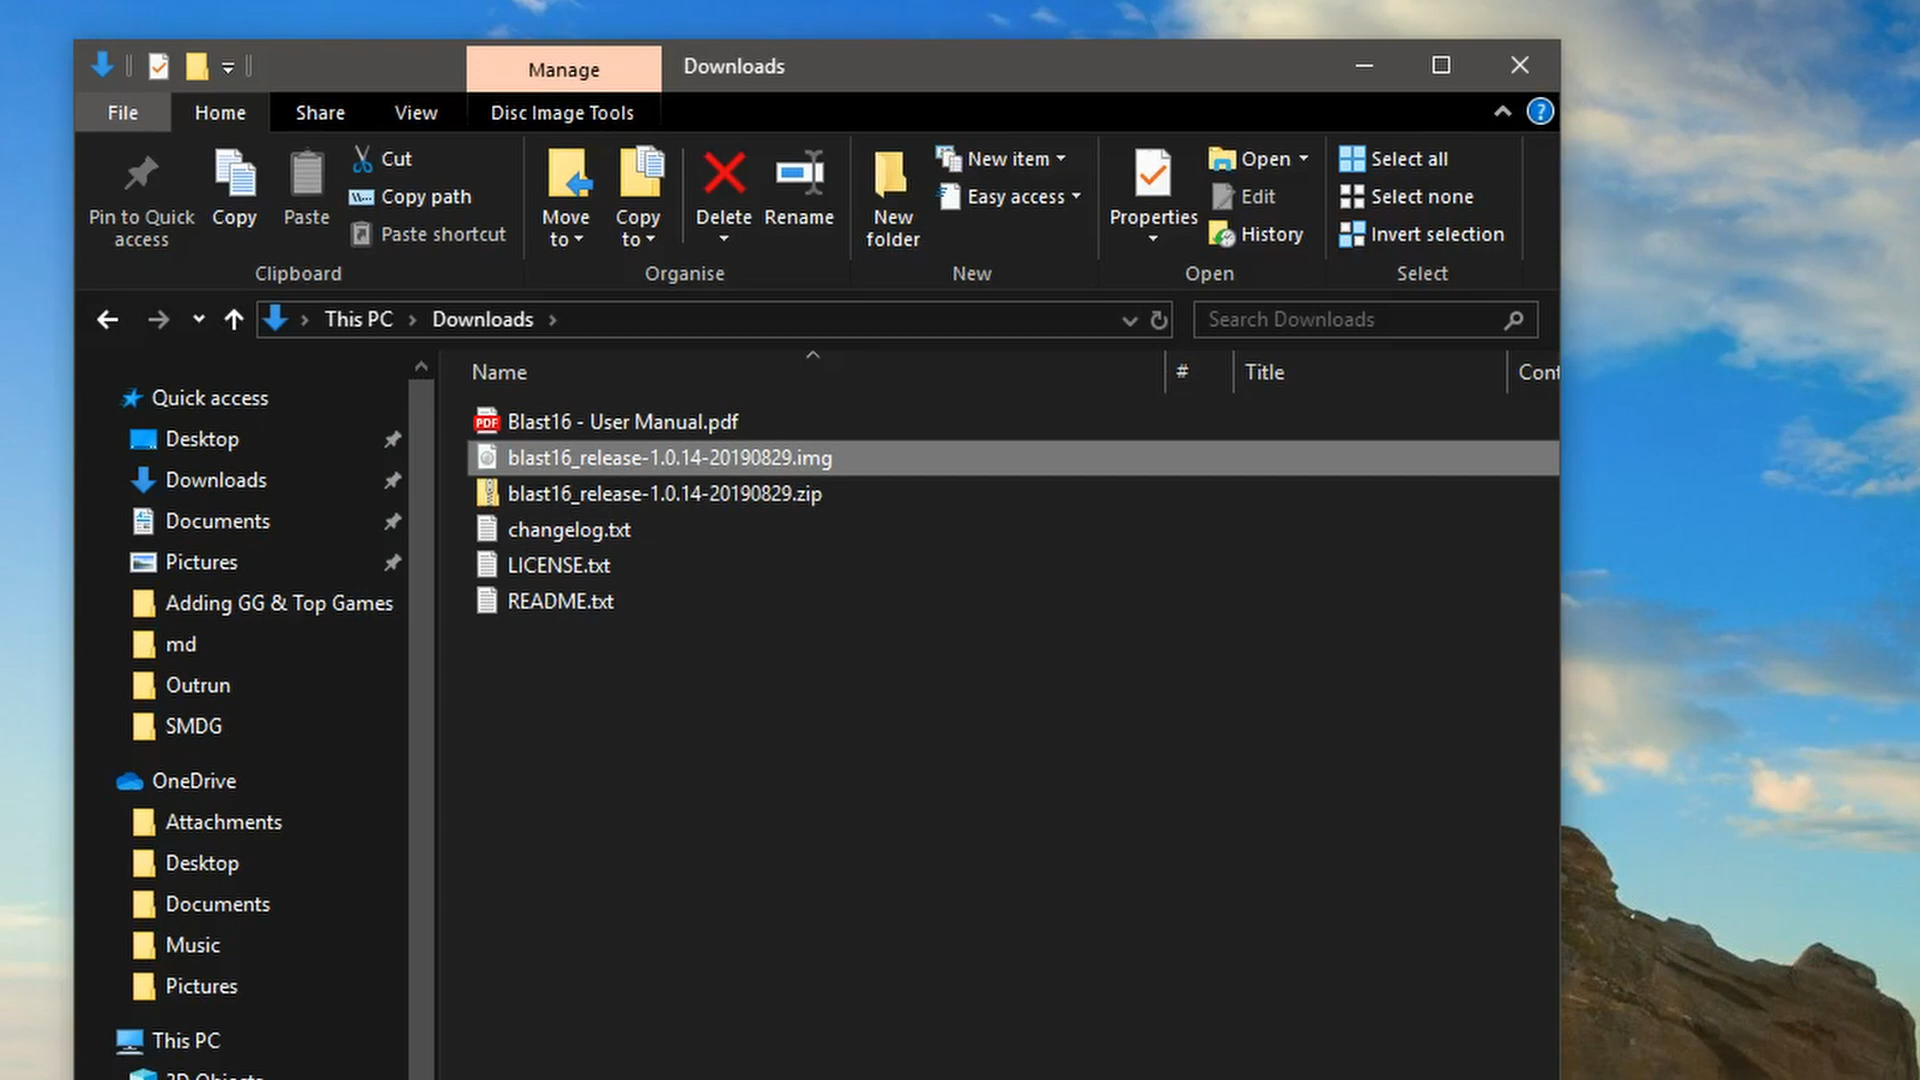 Manage
Downloads
File
Home
Share
View
Disc Image Tools
Pin to Quick access
Copy
Paste
Cut
Copy path
Paste shortcut
Clipboard
Move to
Copy to
Delete
Rename
Organise
New folder
New item
Easy access
New
Properties
Open
Edit
History
Open
Select all
Select none
Invert selection
Select
This PC
Downloads
Search Downloads
Name
#
Title
Cont
Blast16 - User Manual.pdf
blast16_release-1.0.14-20190829.img
blast16_release-1.0.14-20190829.zip
changelog.txt
LICENSE.txt
README.txt
Quick access
Desktop
Downloads
Documents
Pictures
Adding GG & Top Games
md
Outrun
SMDG
OneDrive
Attachments
Desktop
Documents
Music
Pictures
This PC
3D Objects